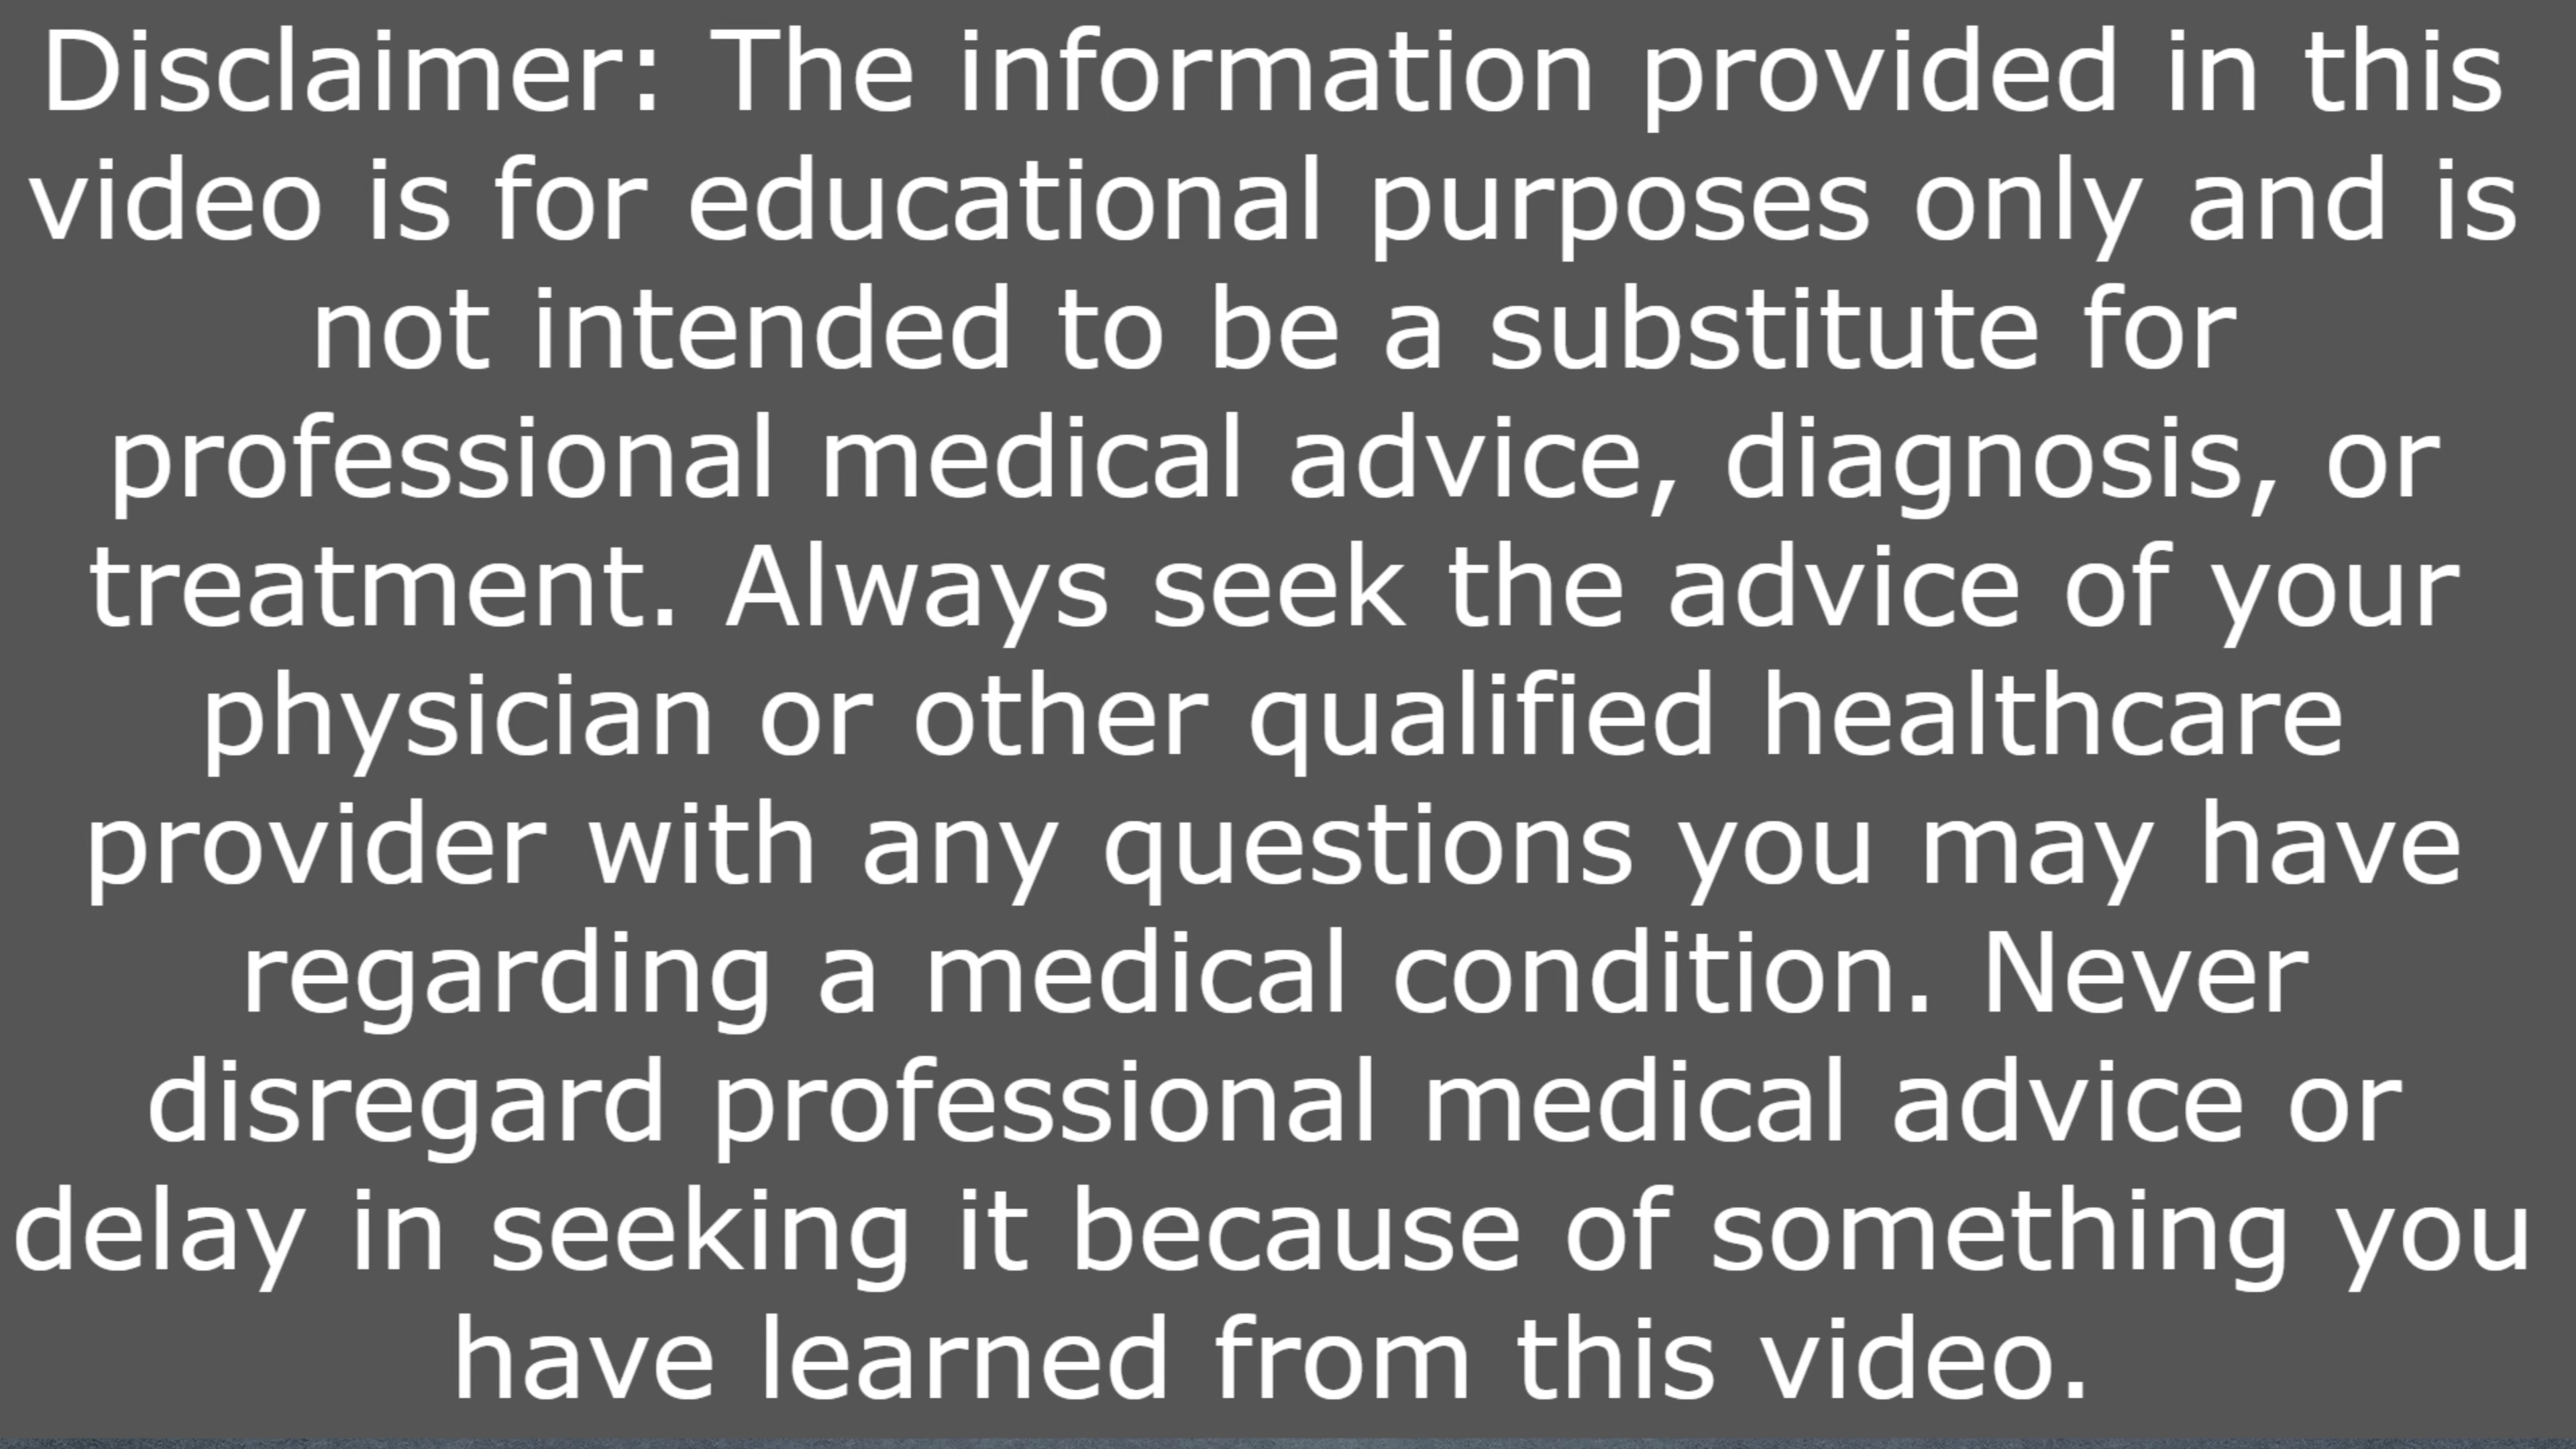 Disclaimer: The information provided in this
video is for educational purposes only and is
not intended to be a substitute for
professional medical advice, diagnosis, or
treatment. Always seek the advice of your
physician or other qualified healthcare
provider with any questions you may have
regarding a medical condition. Never
disregard professional medical advice or
delay in seeking it because of something you
have learned from this video.